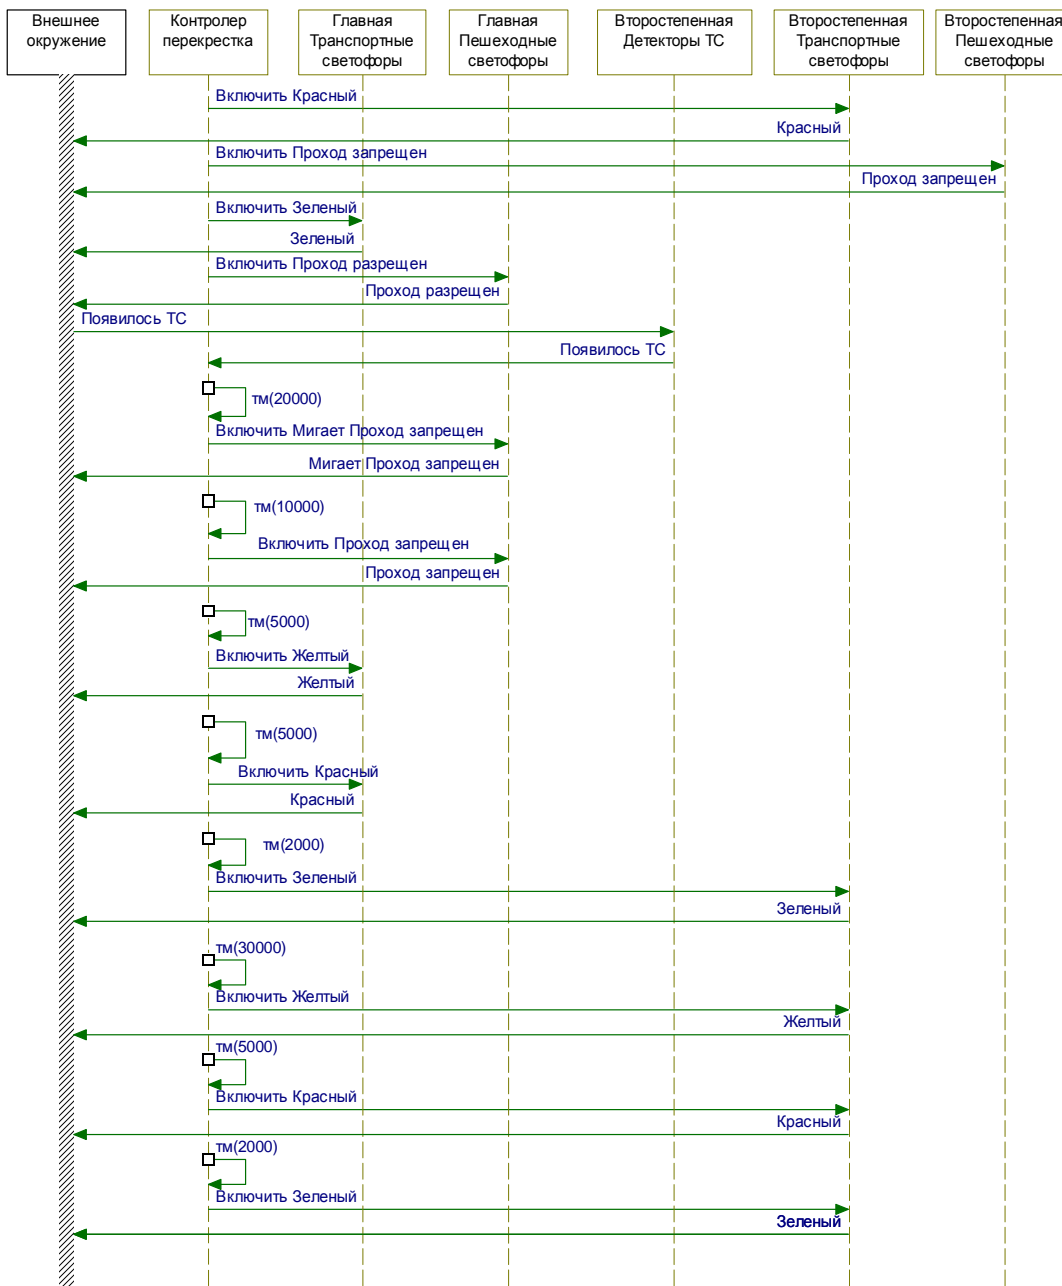 Внешнее
окружение
Контролер
перекрестка
Главная
Транспортные
светофоры
Главная
Пешеходные
светофоры
Второстепенная
Детекторы ТС
Второстепенная
Транспортные
светофоры
Второстепенная
Пешеходные
светофоры
Включить Красный
Красный
Включить Проход запрещен
Проход запрещен
Включить Зеленый
Зеленый
Включить Проход разрещен
Проход разрещен
Появилось ТС
Появилось ТС
тм(20000)
Включить Мигает Проход запрещен
Мигает Проход запрещен
тм(10000)
Включить Проход запрещен
Проход запрещен
тм(5000)
Включить Желтый
Желтый
тм(5000)
Включить Красный
Красный
тм(2000)
Включить Зеленый
Зеленый
тм(30000)
Включить Желтый
Желтый
тм(5000)
Включить Красный
Красный
тм(2000)
Включить Зеленый
Зеленый